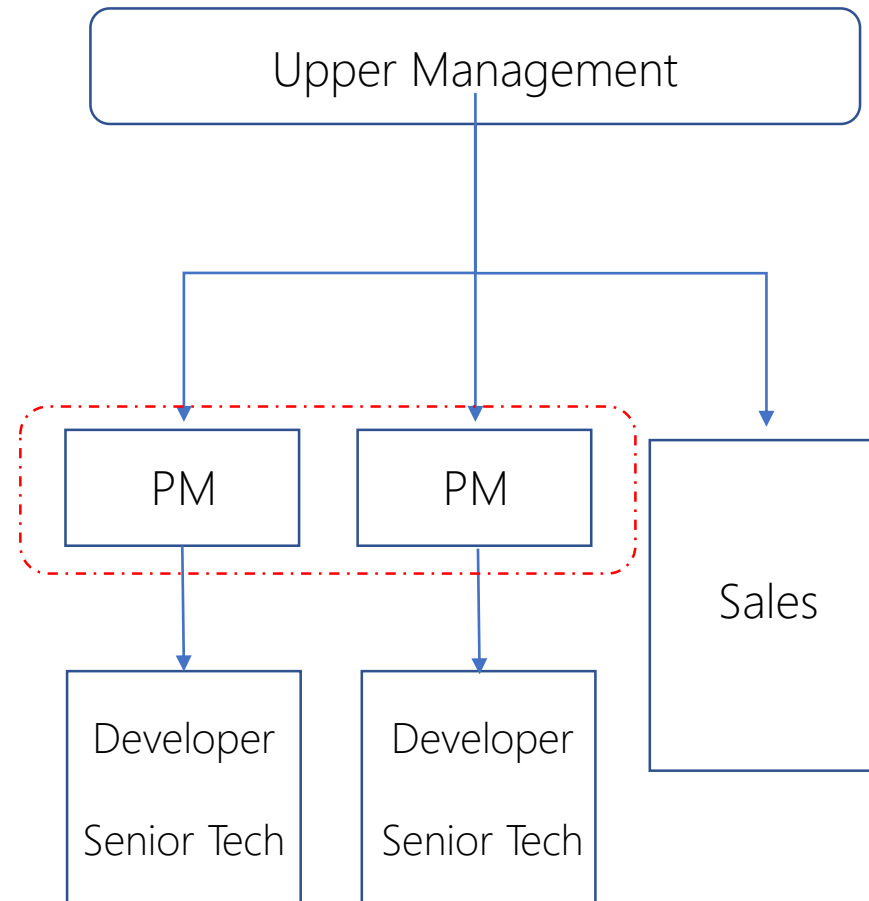 Upper Management
PM
PM
Sales
Developer
Senior Tech
Developer
Senior Tech